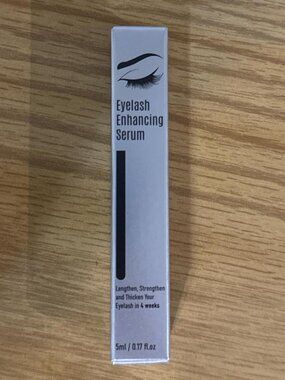 Eyelash
Enhancing
Serum
Lengthen, Strengthen
and Thicken Your
Eyelash in 4 weeks
5ml / 0.17 fl.oz